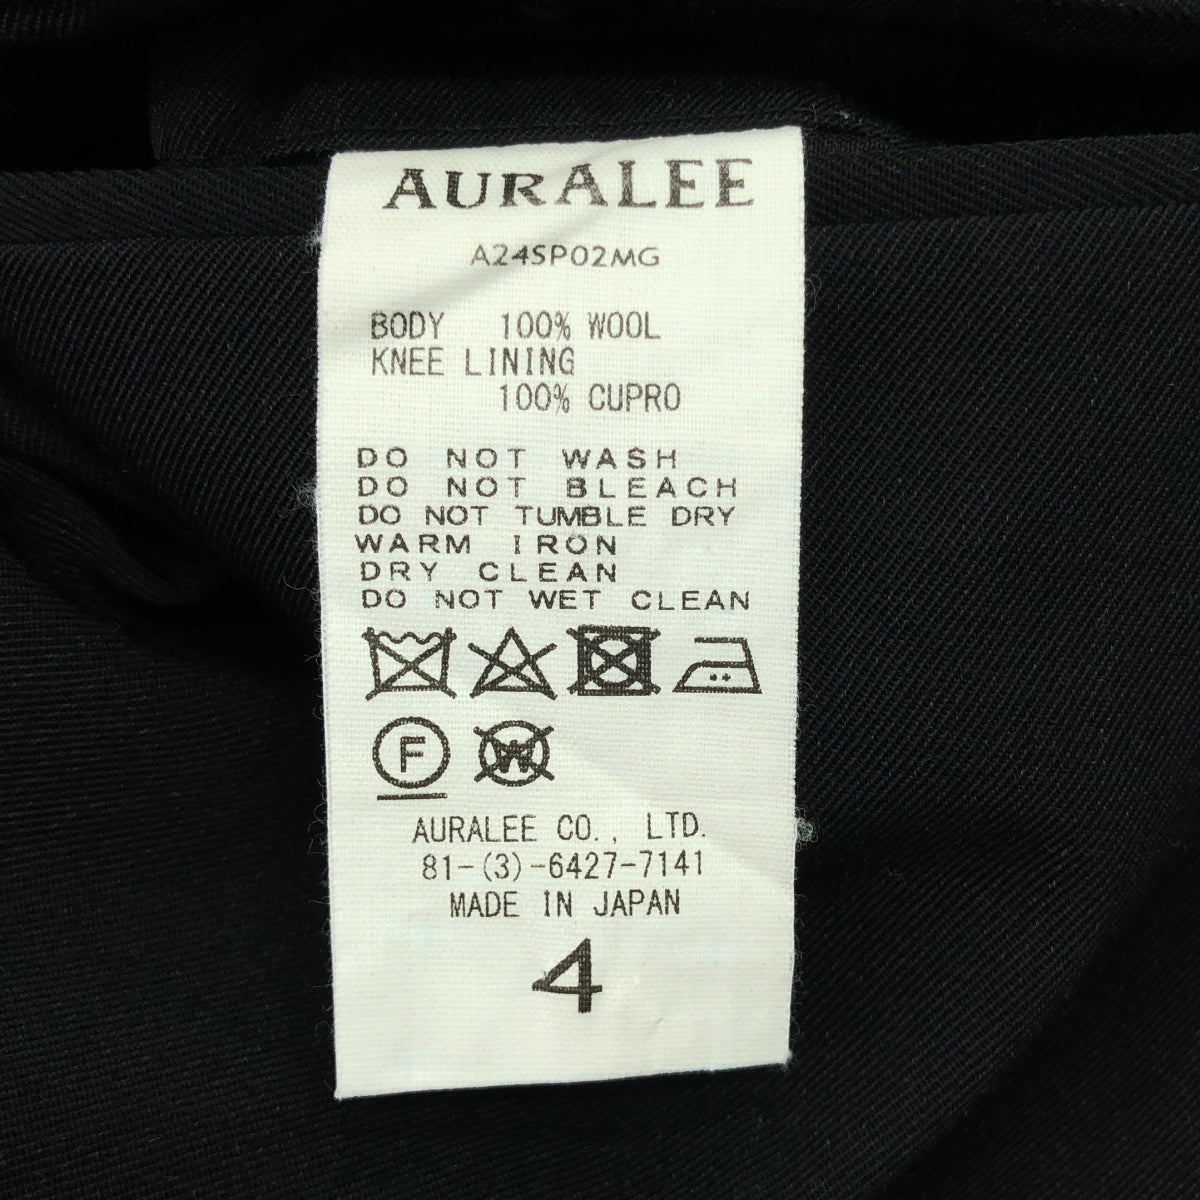 AURALEE
A24SP02MG
BODY 100% WOOL
KNEE LINING
100% CUPRO
DO NOT WASH
DO NOT BLEACH
DO NOT TUMBLE DRY
WARM IRON
DRY CLEAN
DO NOT WET CLEAN
F W
AURALEE CO., LTD.
81-(3)-6427-7141
MADE IN JAPAN
4